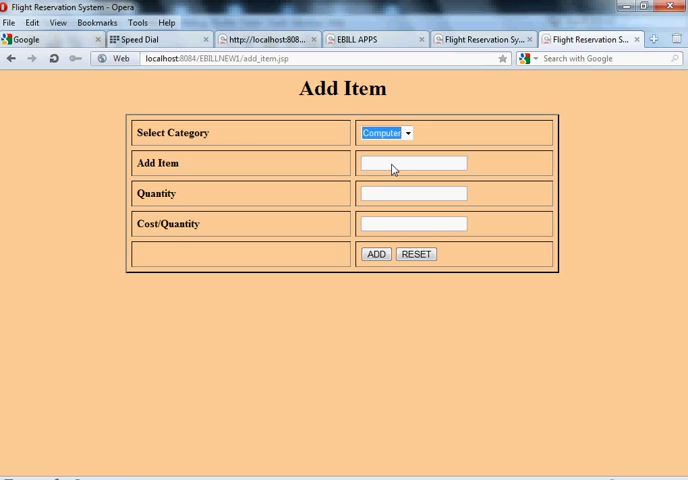 Flight Reservation System - Opera
File Edit View Bookmarks Tools Help
Google Speed Dial http://localhost:808... EBILL APPS Flight Reservation Sy... Flight Reservation S...
Web localhost:8084/EBILLNEW1/add_item.jsp Search with Google
Add Item
Select Category Computer
Add Item
Quantity
Cost/Quantity
ADD RESET